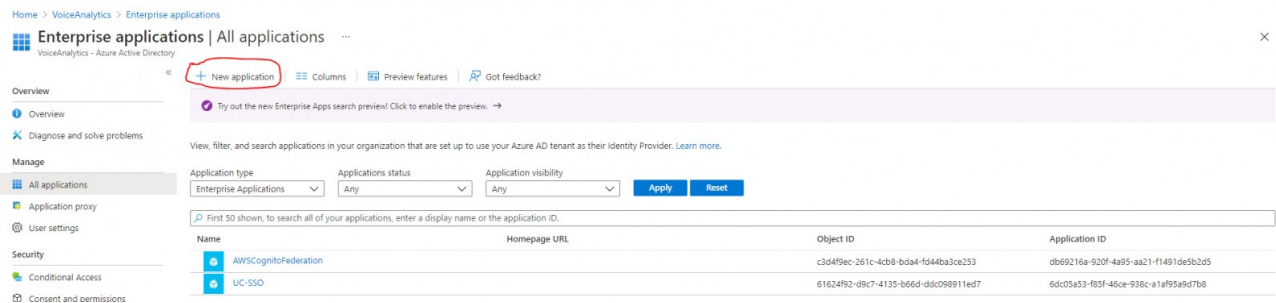 Home > VoiceAnalytics > Enterprise applications
Enterprise applications | All applications ...
VoiceAnalytics - Azure Active Directory
«
+ New application
Columns
Preview features
Got feedback?
Try out the new Enterprise Apps search preview! Click to enable the preview. →
Overview
Overview
Diagnose and solve problems
Manage
All applications
Application proxy
User settings
Security
Conditional Access
Consent and permissions
View, filter, and search applications in your organization that are set up to use your Azure AD tenant as their Identity Provider. Learn more.
Application type
Applications status
Application visibility
Enterprise Applications
Any
Any
Apply
Reset
First 50 shown, to search all of your applications, enter a display name or the application ID.
Name
Homepage URL
Object ID
Application ID
AWSCognitoFederation
c3d4f9ec-261c-4cb8-bda4-fd44ba3ce253
db69216a-920f-4a95-aa21-f1491de5b2d5
UC-SSO
61624f92-d9c7-4135-b66d-ddc098911ed7
6dc05a53-f85f-46ce-938c-a1af95a9d7b8